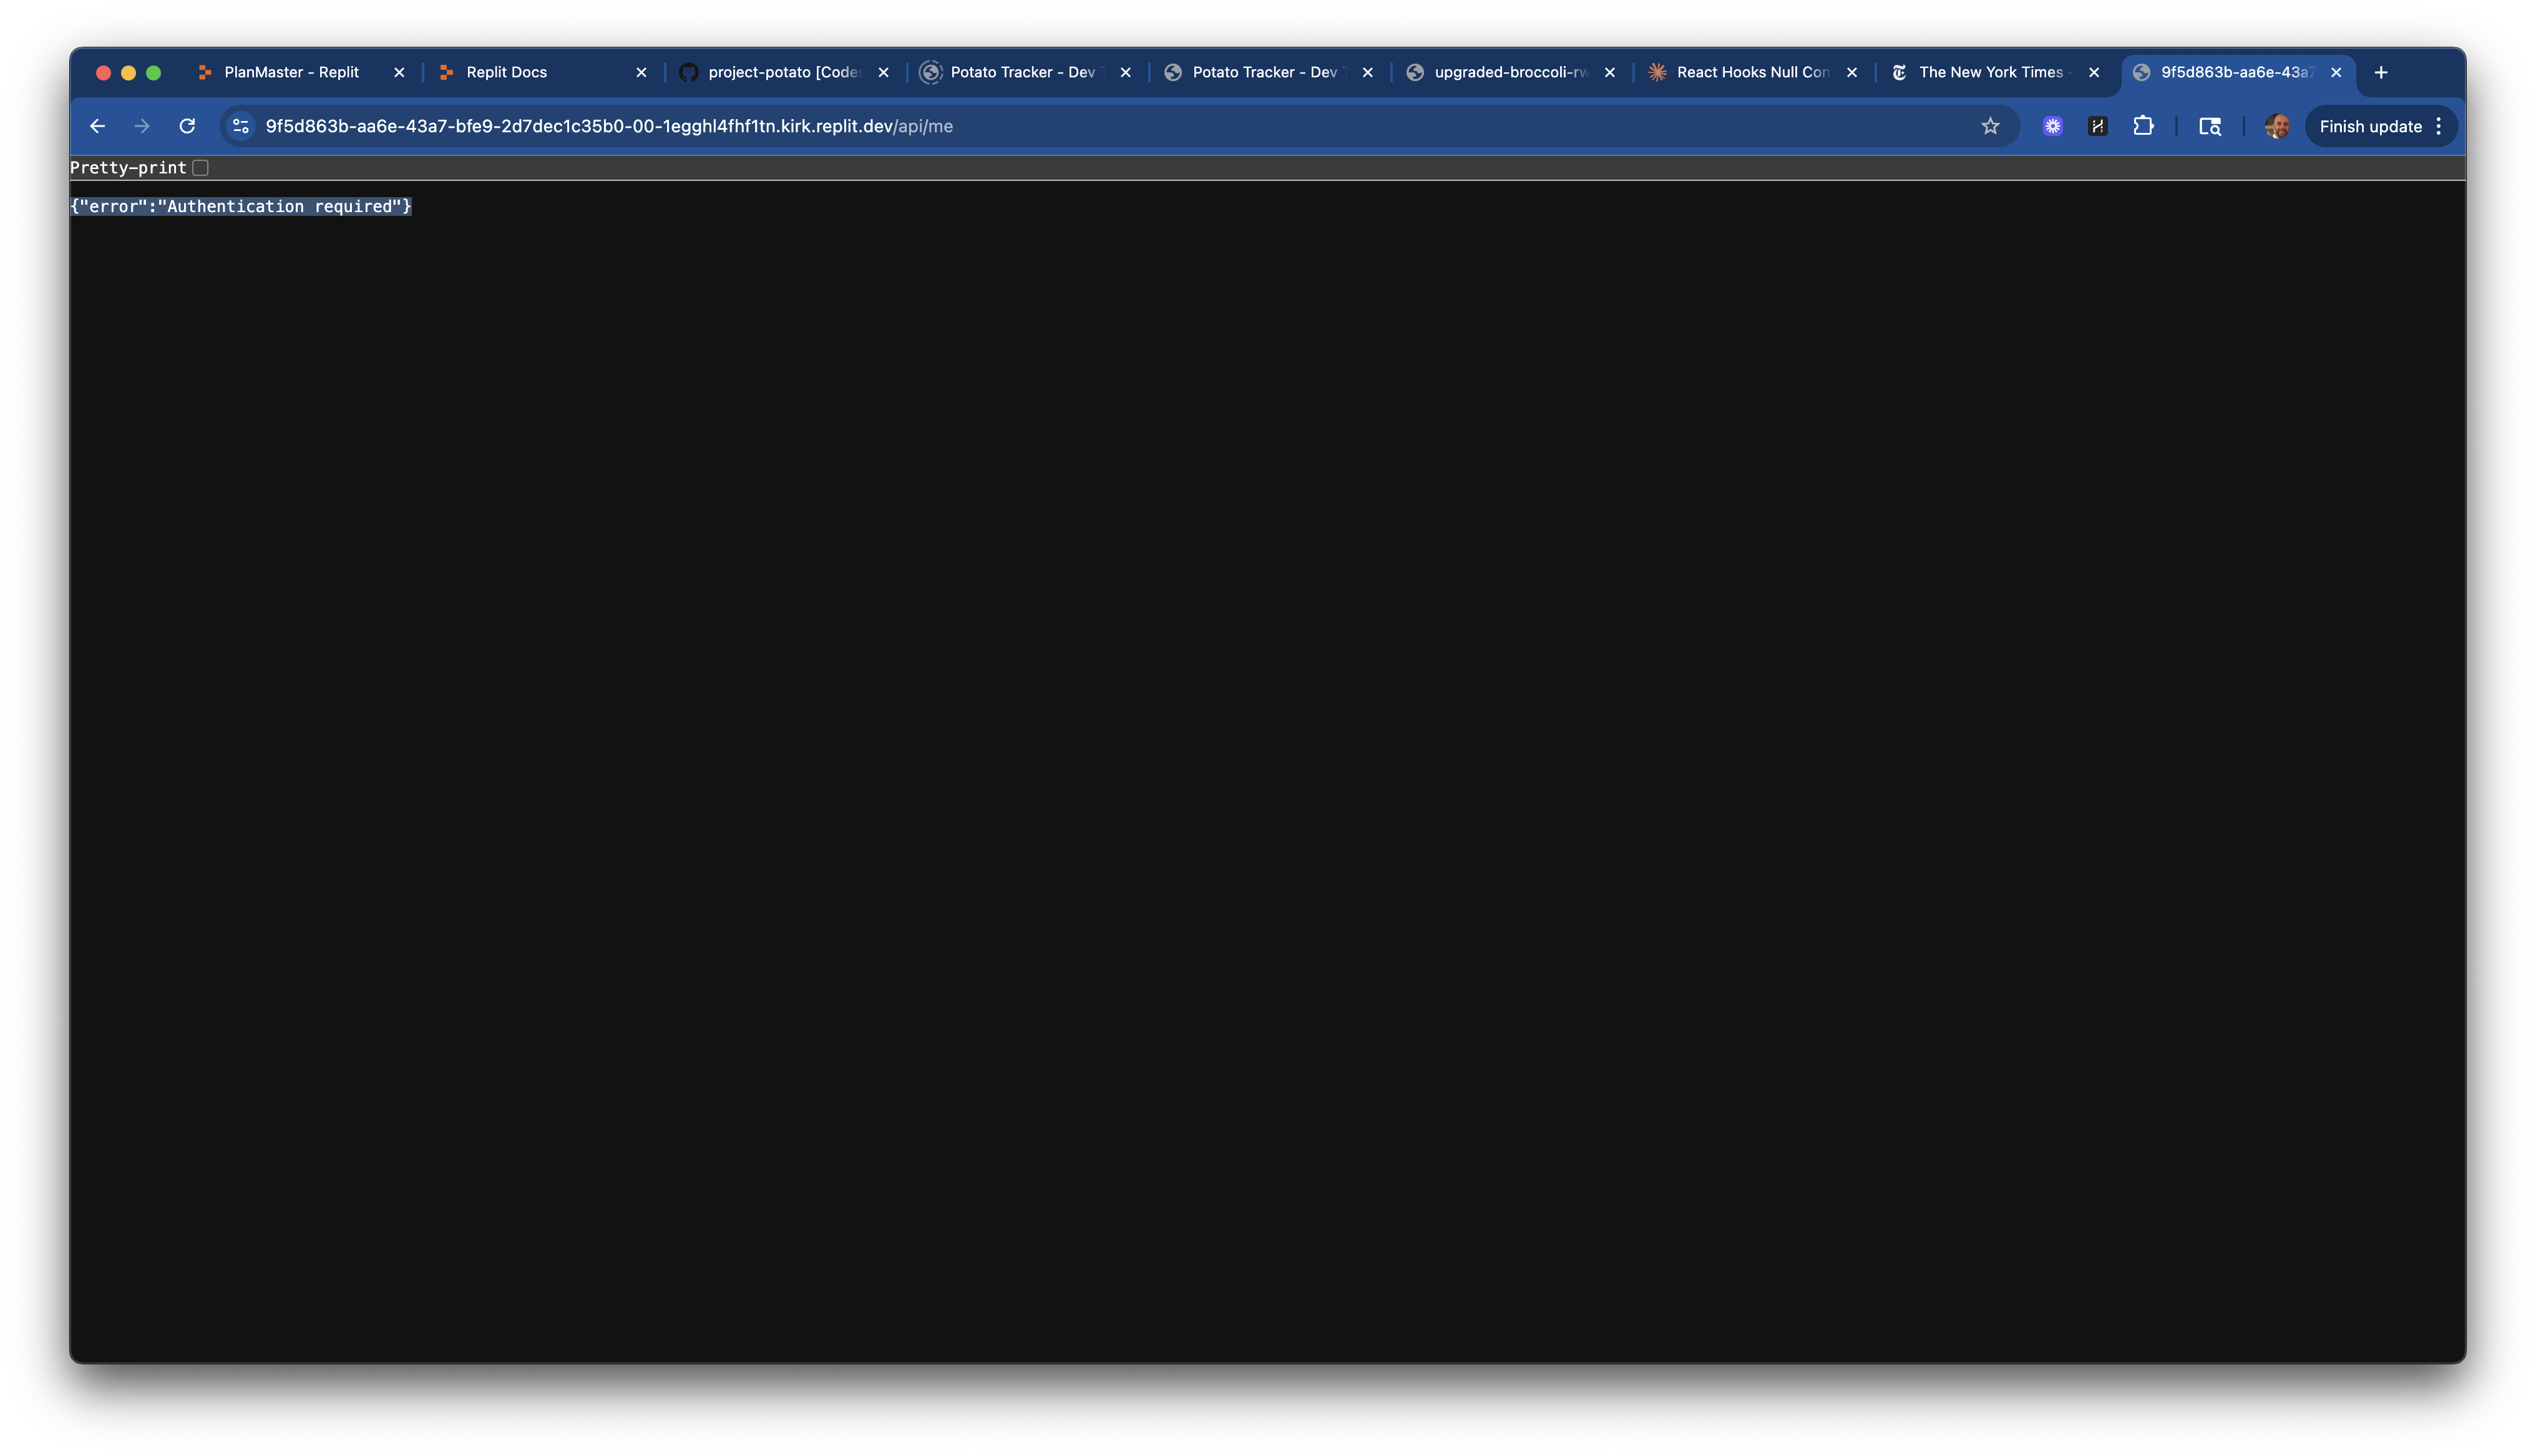 PlanMaster - Replit
Replit Docs
project-potato [Code
Potato Tracker - Dev
Potato Tracker - Dev
upgraded-broccoli-rw
React Hooks Null Con
The New York Times -
9f5d863b-aa6e-43a7
9f5d863b-aa6e-43a7-bfe9-2d7dec1c35b0-00-1egghl4fhf1tn.kirk.replit.dev/api/me
Finish update
Pretty-print
{"error":"Authentication required"}